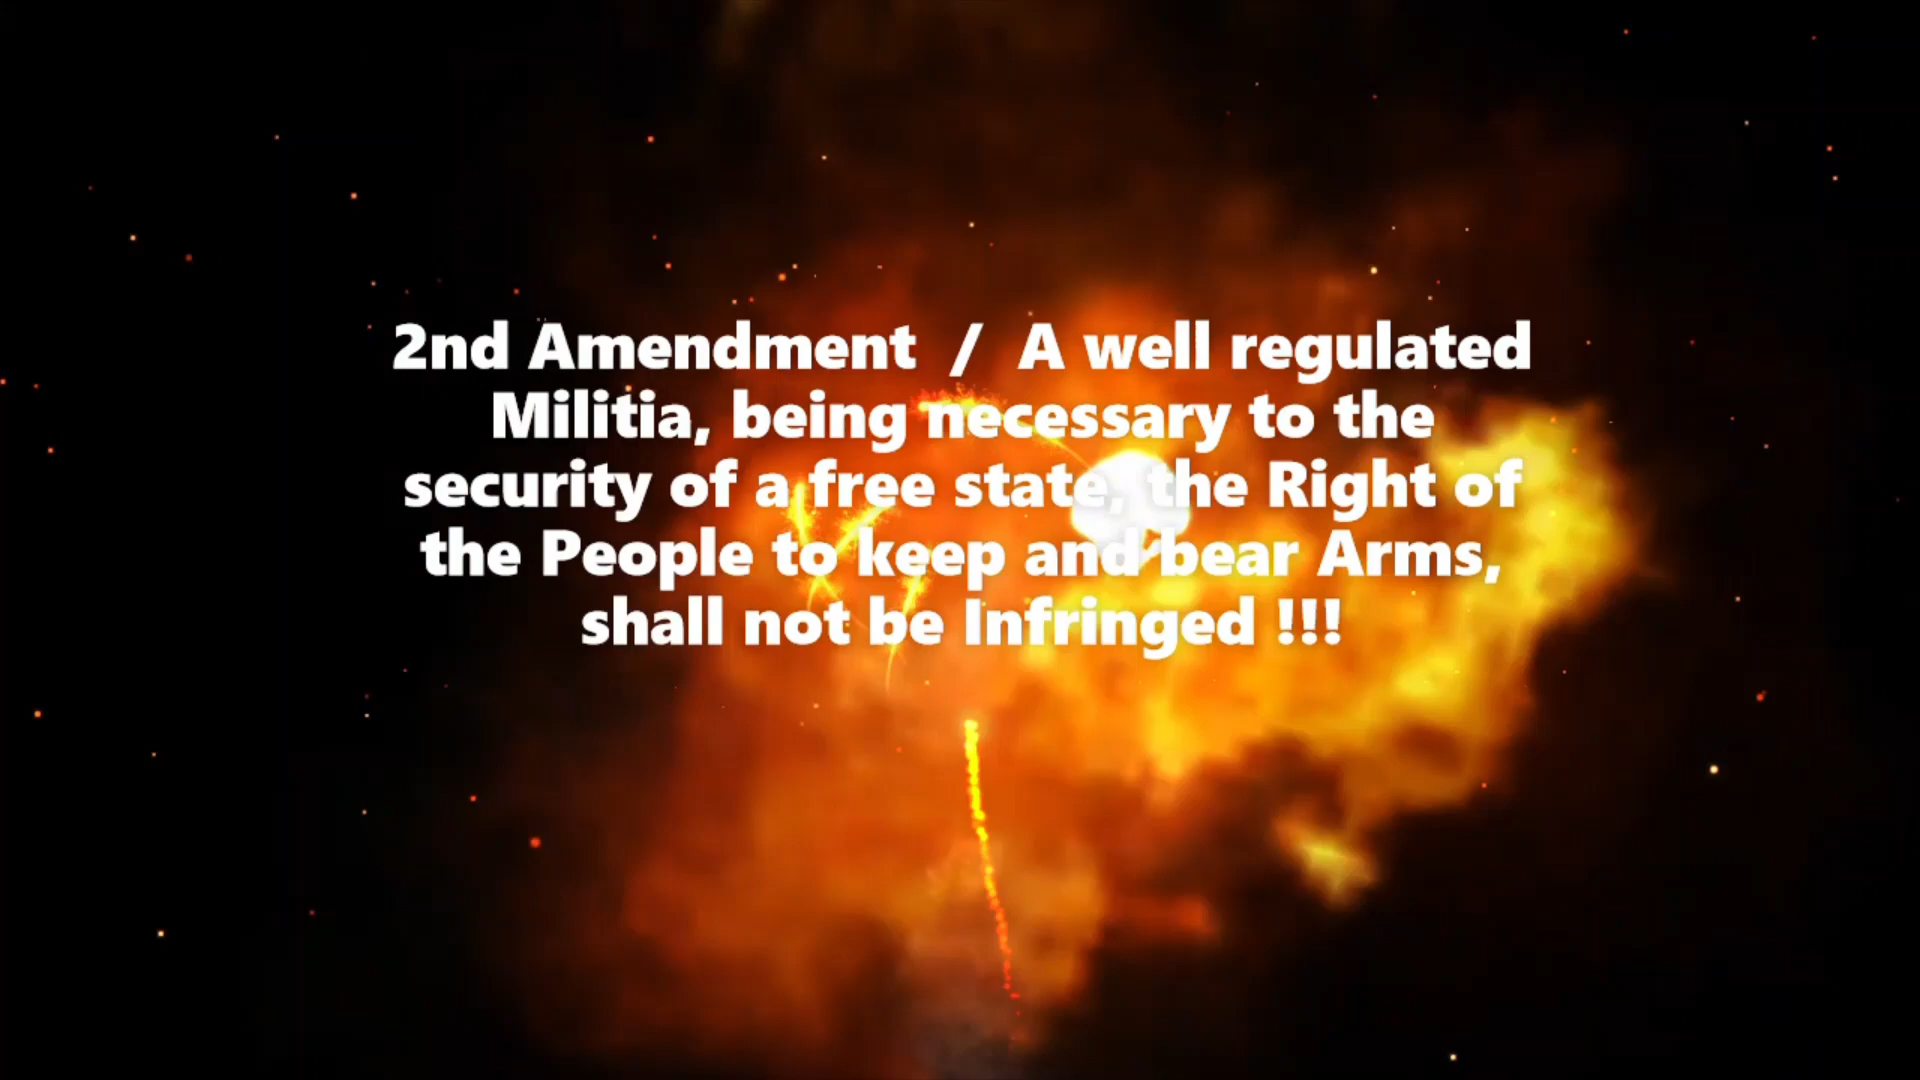 2nd Amendment / A well regulated
Militia, being necessary to the
security of a free state, the Right of
the People to keep and bear Arms,
shall not be Infringed !!!